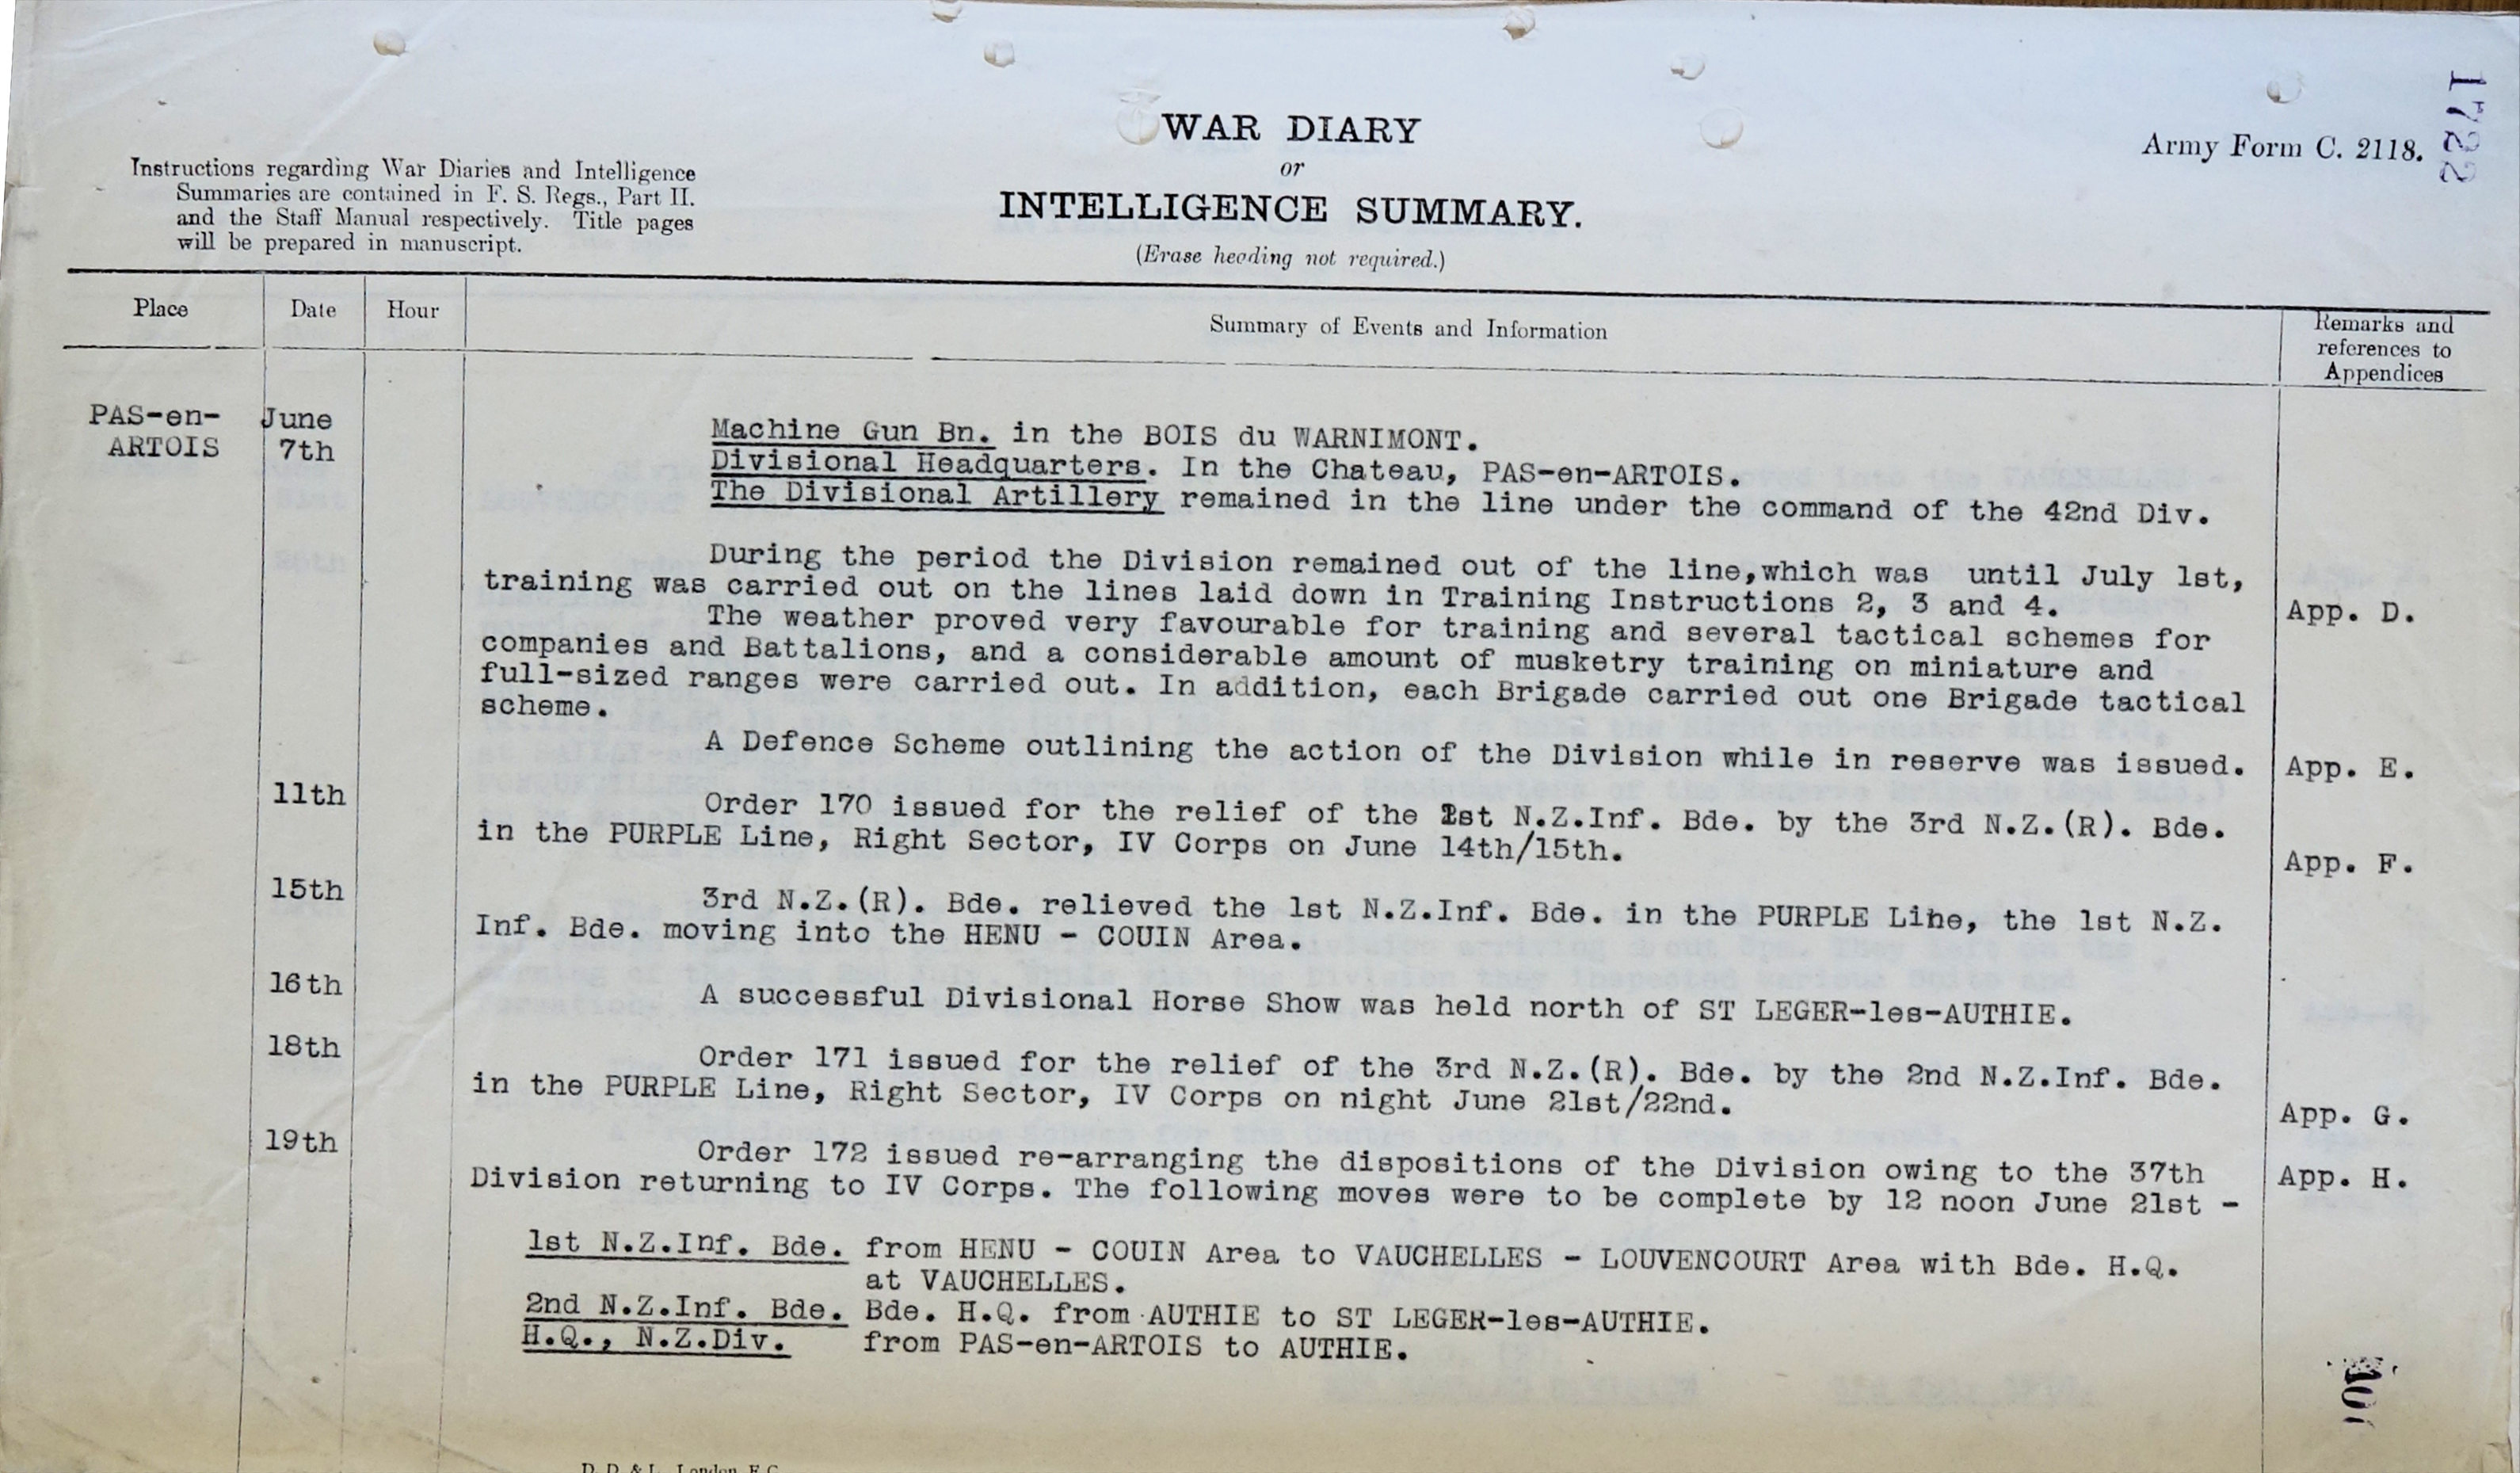 WAR DIARY
or
INTELLIGENCE SUMMARY.
(Erase heading not required.)
Army Form C. 2118.
1722
Instructions regarding War Diaries and Intelligence
Summaries are contained in F. S. Regs., Part II.
and the Staff Manual respectively. Title pages
will be prepared in manuscript.
Place Date Hour Summary of Events and Information Remarks and
references to
Appendices
PAS-en- June
ARTOIS 7th
Machine Gun Bn. in the BOIS du WARNIMONT.
Divisional Headquarters. In the Chateau, PAS-en-ARTOIS.
The Divisional Artillery remained in the line under the command of the 42nd Div.
During the period the Division remained out of the line,which was until July 1st,
training was carried out on the lines laid down in Training Instructions 2, 3 and 4. App. D.
The weather proved very favourable for training and several tactical schemes for
companies and Battalions, and a considerable amount of musketry training on miniature and
full-sized ranges were carried out. In addition, each Brigade carried out one Brigade tactical
scheme.
A Defence Scheme outlining the action of the Division while in reserve was issued. App. E.
11th Order 170 issued for the relief of the 1st N.Z.Inf. Bde. by the 3rd N.Z.(R). Bde.
in the PURPLE Line, Right Sector, IV Corps on June 14th/15th. App. F.
15th 3rd N.Z.(R). Bde. relieved the 1st N.Z.Inf. Bde. in the PURPLE Line, the 1st N.Z.
Inf. Bde. moving into the HENU - COUIN Area.
16th A successful Divisional Horse Show was held north of ST LEGER-les-AUTHIE.
18th Order 171 issued for the relief of the 3rd N.Z.(R). Bde. by the 2nd N.Z.Inf. Bde.
in the PURPLE Line, Right Sector, IV Corps on night June 21st/22nd. App. G.
19th Order 172 issued re-arranging the dispositions of the Division owing to the 37th App. H.
Division returning to IV Corps. The following moves were to be complete by 12 noon June 21st -
1st N.Z.Inf. Bde. from HENU - COUIN Area to VAUCHELLES - LOUVENCOURT Area with Bde. H.Q.
at VAUCHELLES.
2nd N.Z.Inf. Bde. Bde. H.Q. from AUTHIE to ST LEGER-les-AUTHIE.
H.Q., N.Z.Div. from PAS-en-ARTOIS to AUTHIE.
D. D. & L. London, E.C.